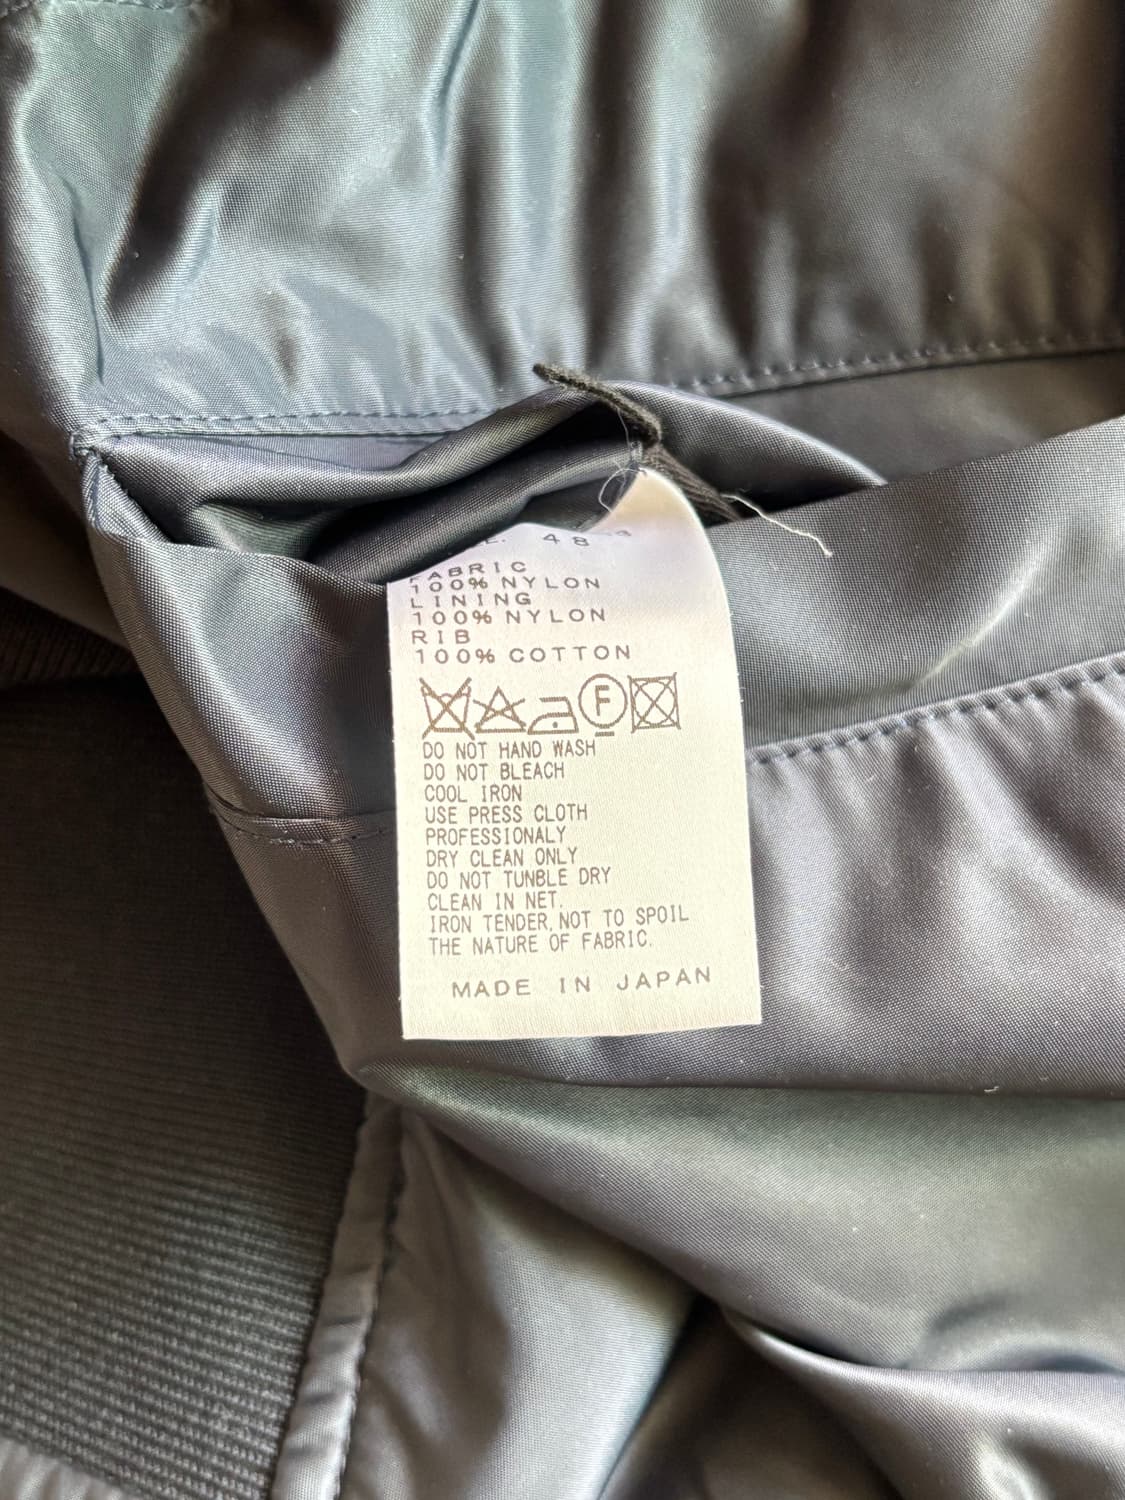 48
FABRIC
100% NYLON
LINING
100% NYLON
RIB
100% COTTON
F
DO NOT HAND WASH
DO NOT BLEACH
COOL IRON
USE PRESS CLOTH
PROFESSIONALY
DRY CLEAN ONLY
DO NOT TUNBLE DRY
CLEAN IN NET.
IRON TENDER, NOT TO SPOIL
THE NATURE OF FABRIC.
MADE IN JAPAN